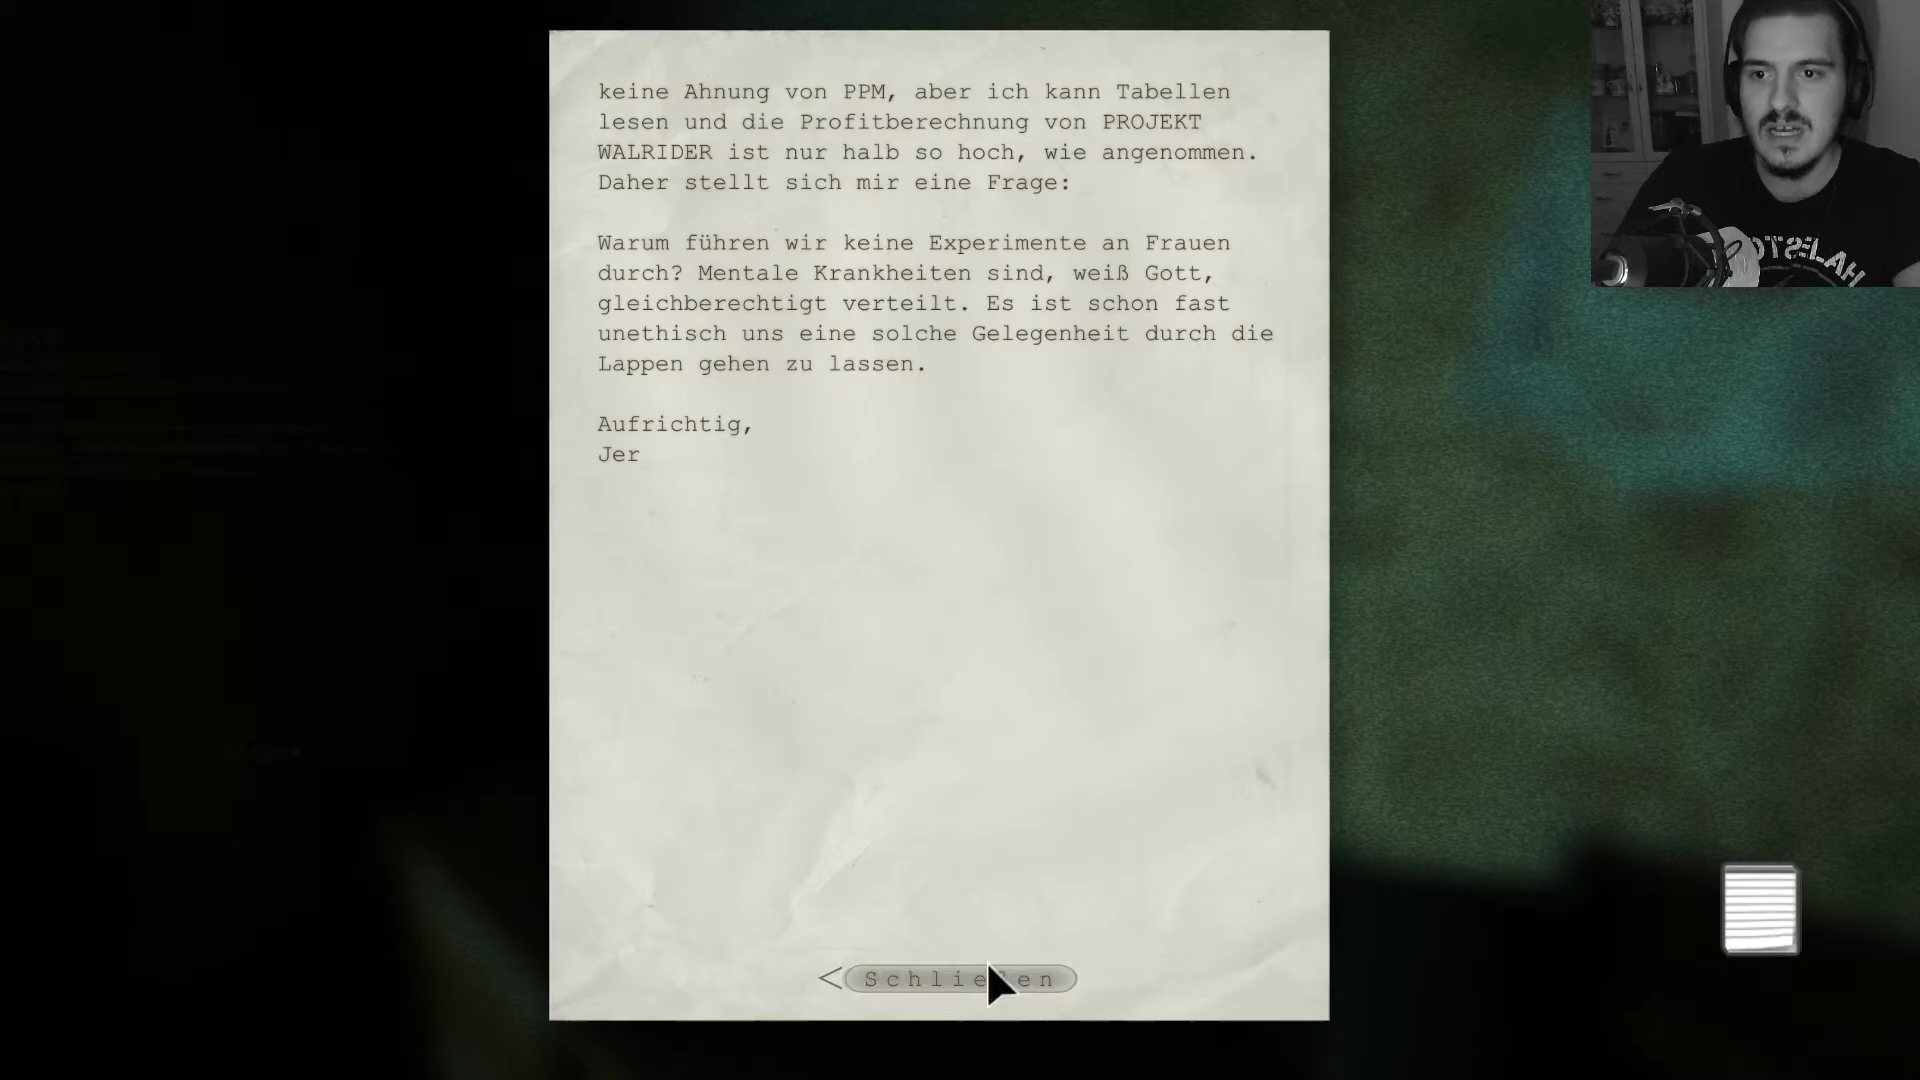 keine Ahnung von PPM, aber ich kann Tabellen
lesen und die Profitberechnung von PROJEKT
WALRIDER ist nur halb so hoch, wie angenommen.
Daher stellt sich mir eine Frage:
Warum führen wir keine Experimente an Frauen
durch? Mentale Krankheiten sind, weiß Gott,
gleichberechtigt verteilt. Es ist schon fast
unethisch uns eine solche Gelegenheit durch die
Lappen gehen zu lassen.
Aufrichtig,
Jer
< Schließen